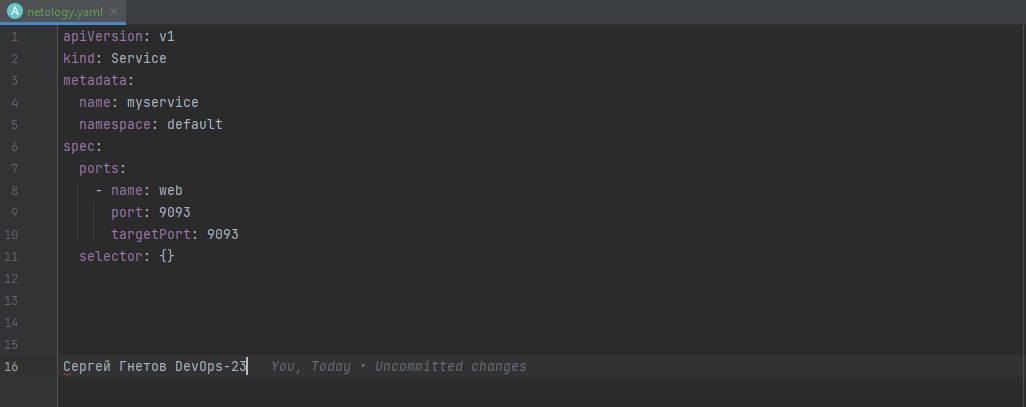 A netology.yaml ×
1 apiVersion: v1
2 kind: Service
3 metadata:
4   name: myservice
5   namespace: default
6 spec:
7   ports:
8     - name: web
9       port: 9093
10       targetPort: 9093
11   selector: {}
12
13
14
15
16 Сергей Гнетов DevOps-23 You, Today • Uncommitted changes